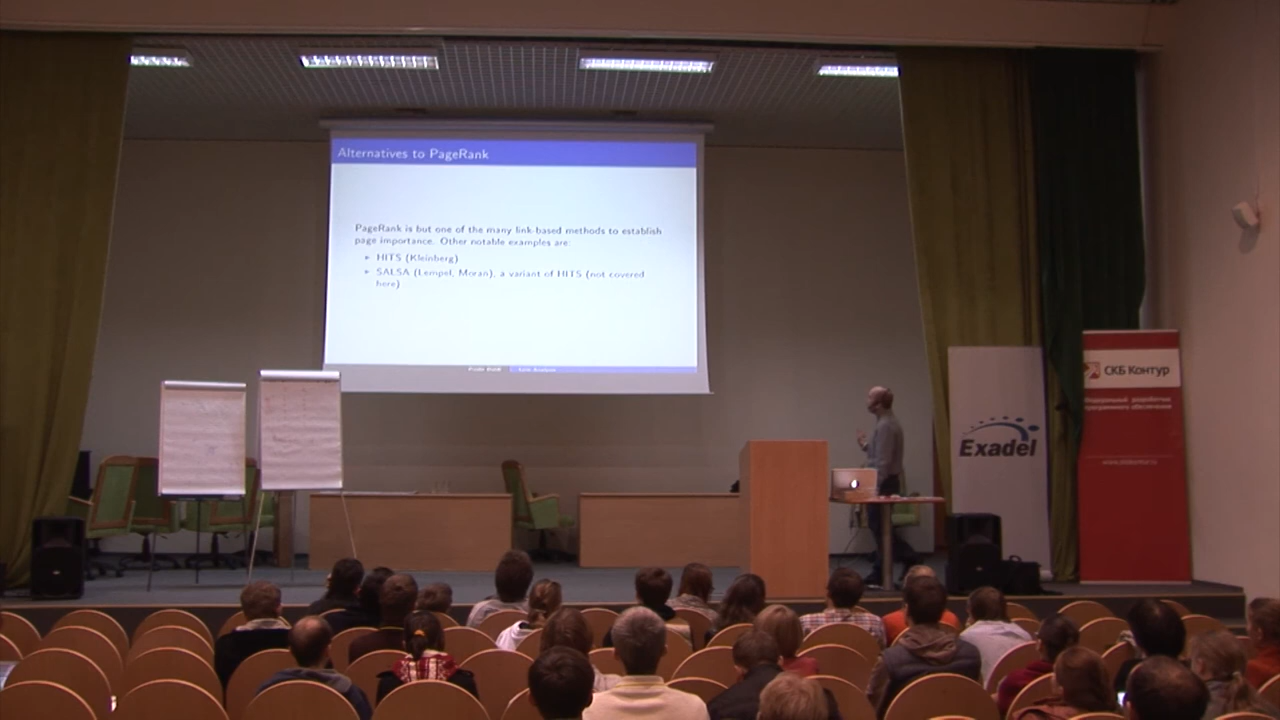 Alternatives to PageRank
PageRank is but one of the many link-based methods to establish
page importance. Other notable examples are:
HITS (Kleinberg)
SALSA (Lempel, Moran), a variant of HITS (not covered
here)
Exadel
СКБ Контур